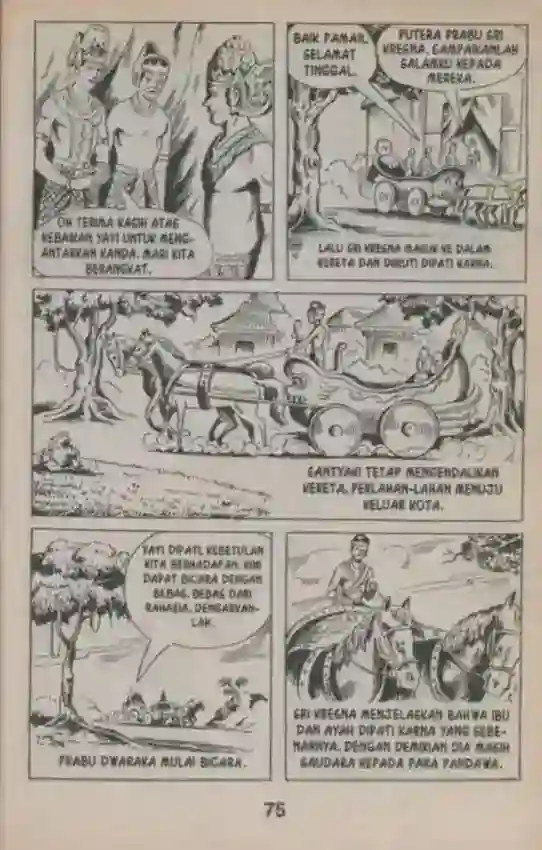 OH TERIMA KASIH ATAS
KEBAIKAN YAYI UNTUK MENG-
ANTARKAN KANDA. MARI KITA
BERANGKAT.
BAIK PAMAN,
SELAMAT
TINGGAL.
PUTERA PRABU SRI
KRESNA, SAMPAIKANLAH
SALAMKU KEPADA
MEREKA.
LALU SRI KRESNA MASUK KE DALAM
KERETA DAN DIIKUTI DIPATI KARNA.
SANTYAKI TETAP MENGENDALIKAN
KERETA. PERLAHAN-LAHAN MENUJU
KELUAR KOTA.
YAYI DIPATI, KEBETULAN
KITA BERHADAPAN. KINI
DAPAT BICARA DENGAN
BEBAS. BEBAS DARI
RAHASIA. DENGARKAN-
LAH.
PRABU DWARAKA MULAI BICARA.
SRI KRESNA MENJELASKAN BAHWA IBU
DAN AYAH DIPATI KARNA YANG SEBE-
NARNYA. DENGAN DEMIKIAN DIA MASIH
SAUDARA KEPADA PARA PANDAWA.
75